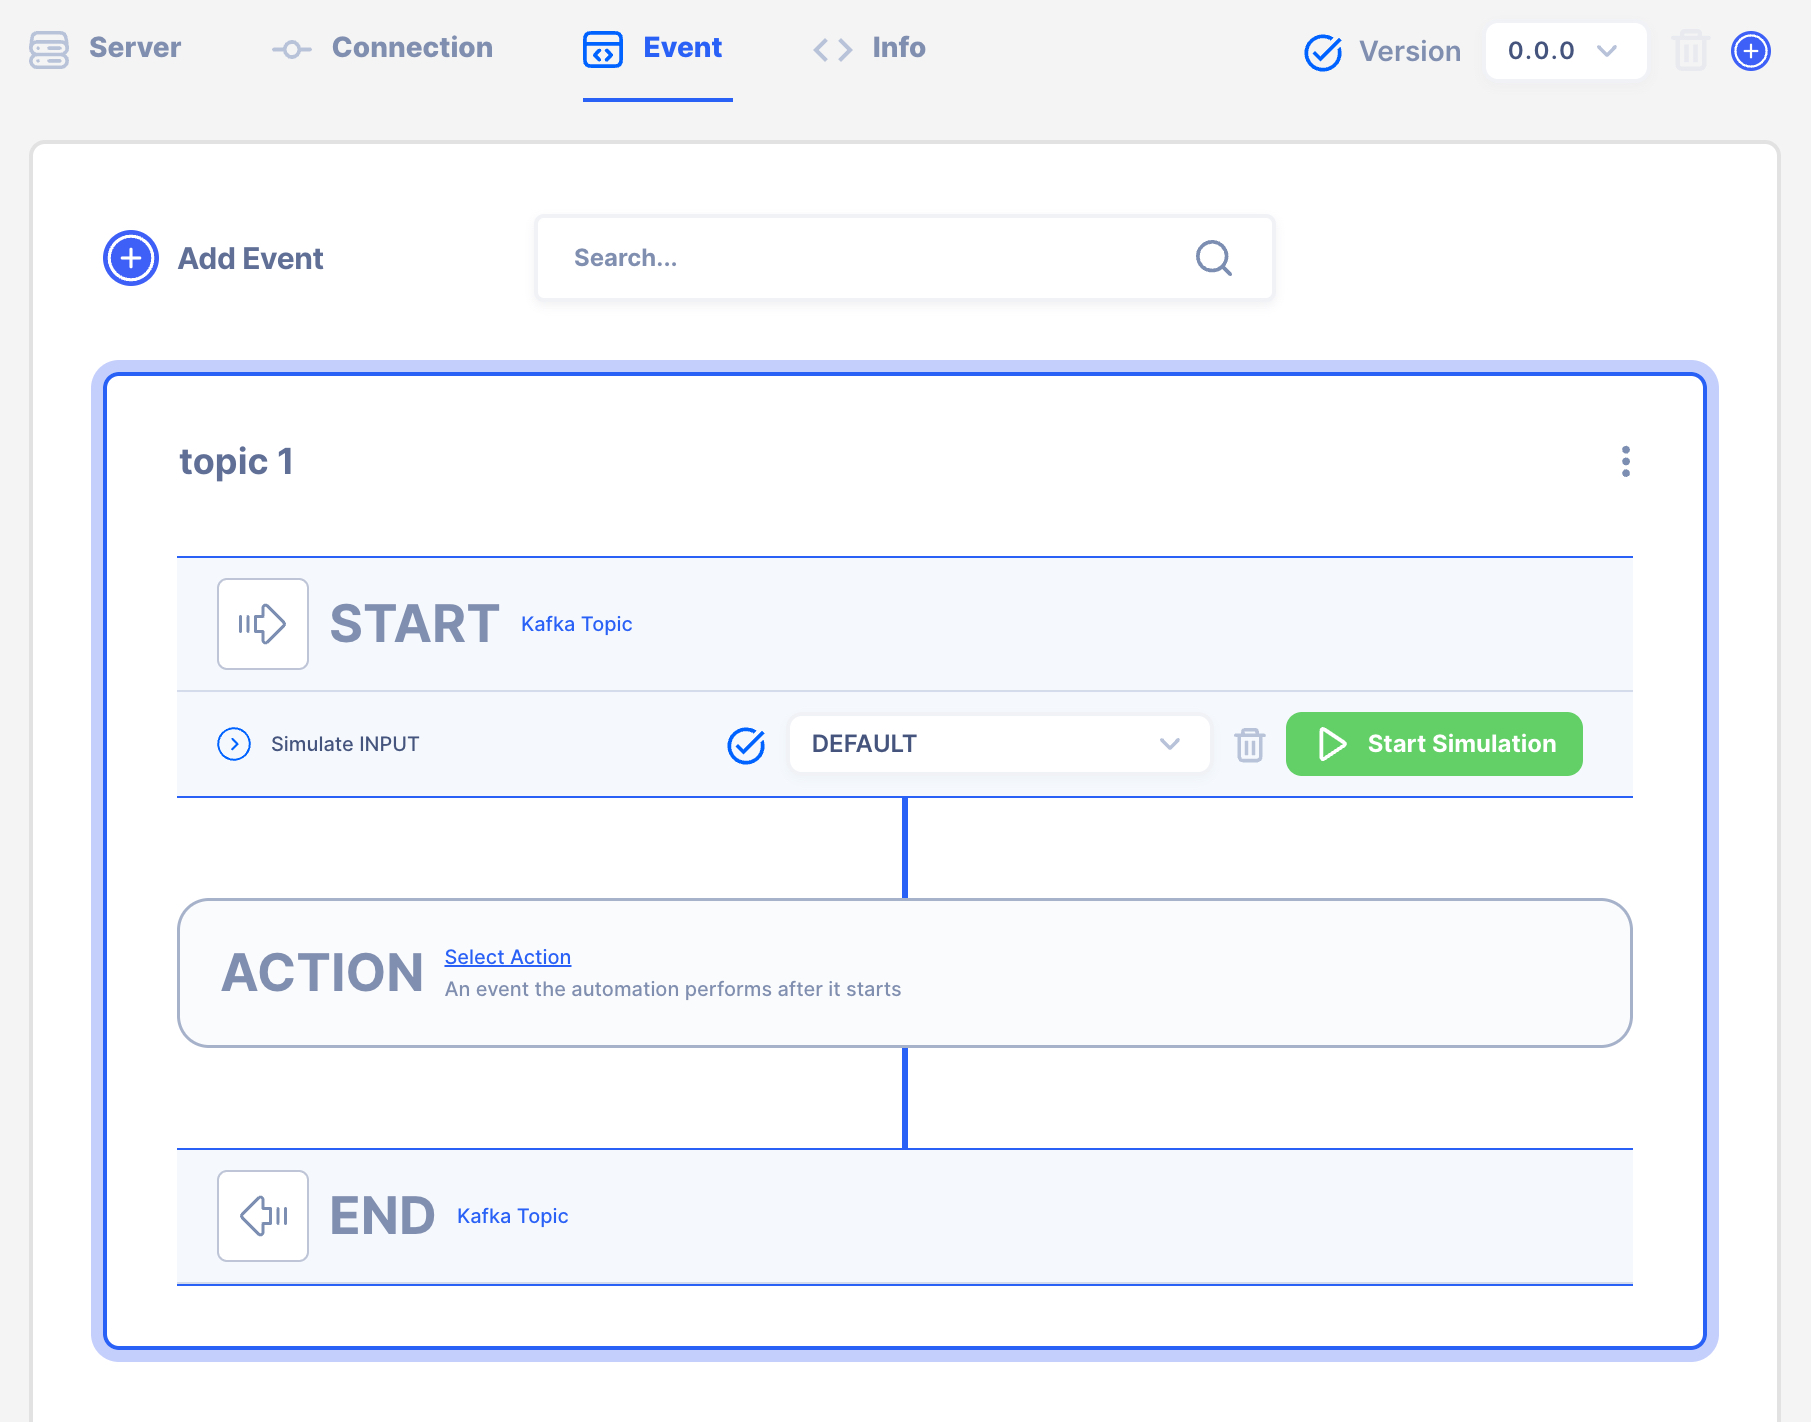 Server
Connection
Event
Info
Version
0.0.0
Add Event
Search...
topic 1
START
Kafka Topic
Simulate INPUT
DEFAULT
Start Simulation
ACTION
Select Action
An event the automation performs after it starts
END
Kafka Topic